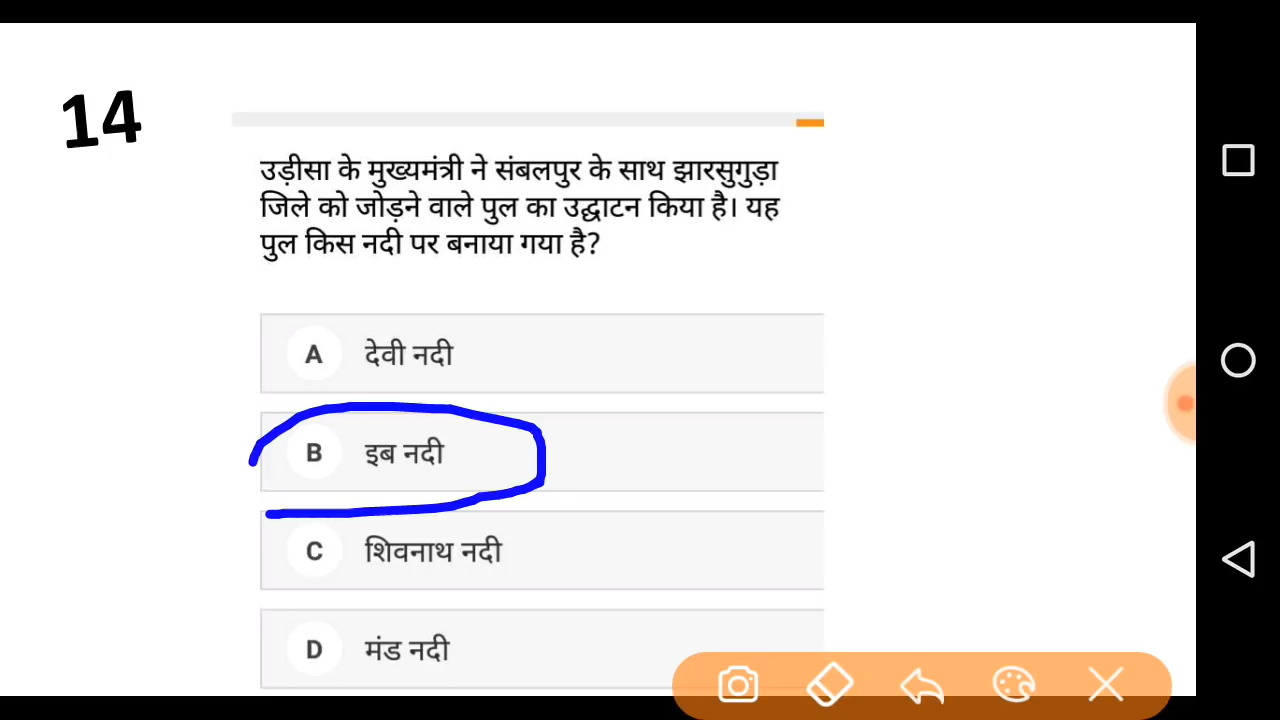 14
उड़ीसा के मुख्यमंत्री ने संबलपुर के साथ झारसुगुड़ा
जिले को जोड़ने वाले पुल का उद्घाटन किया है। यह
पुल किस नदी पर बनाया गया है?
A देवी नदी
B इब नदी
C शिवनाथ नदी
D मंड नदी